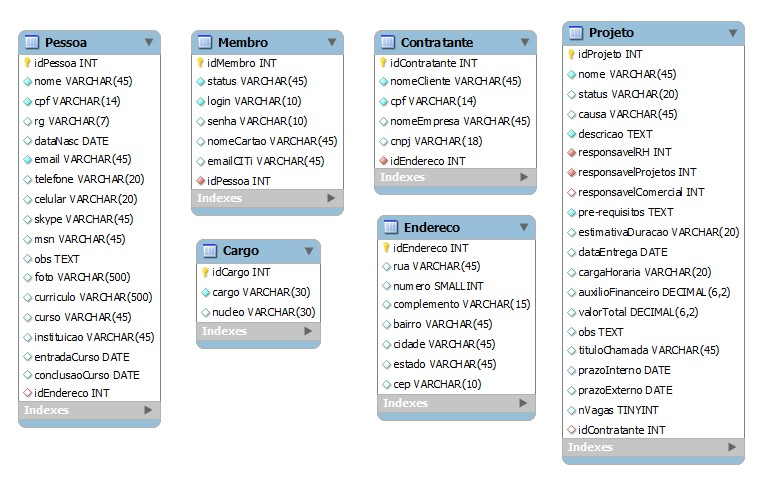 Pessoa
idPessoa INT
nome VARCHAR(45)
cpf VARCHAR(14)
rg VARCHAR(7)
dataNasc DATE
email VARCHAR(45)
telefone VARCHAR(20)
celular VARCHAR(20)
skype VARCHAR(45)
msn VARCHAR(45)
obs TEXT
foto VARCHAR(500)
curriculo VARCHAR(500)
curso VARCHAR(45)
instituicao VARCHAR(45)
entradaCurso DATE
conclusaoCurso DATE
idEndereco INT
Indexes
Membro
idMembro INT
status VARCHAR(45)
login VARCHAR(10)
senha VARCHAR(10)
nomeCartao VARCHAR(45)
emailCITi VARCHAR(45)
idPessoa INT
Indexes
Cargo
idCargo INT
cargo VARCHAR(30)
nucleo VARCHAR(30)
Indexes
Contratante
idContratante INT
nomeCliente VARCHAR(45)
cpf VARCHAR(14)
nomeEmpresa VARCHAR(45)
cnpj VARCHAR(18)
idEndereco INT
Indexes
Endereco
idEndereco INT
rua VARCHAR(45)
numero SMALLINT
complemento VARCHAR(15)
bairro VARCHAR(45)
cidade VARCHAR(45)
estado VARCHAR(45)
cep VARCHAR(10)
Indexes
Projeto
idProjeto INT
nome VARCHAR(45)
status VARCHAR(20)
causa VARCHAR(45)
descricao TEXT
responsavelRH INT
responsavelProjetos INT
responsavelComercial INT
pre-requisitos TEXT
estimativaDuracao VARCHAR(20)
dataEntrega DATE
cargaHoraria VARCHAR(20)
auxilioFinanceiro DECIMAL(6,2)
valorTotal DECIMAL(6,2)
obs TEXT
tituloChamada VARCHAR(45)
prazoInterno DATE
prazoExterno DATE
nVagas TINYINT
idContratante INT
Indexes